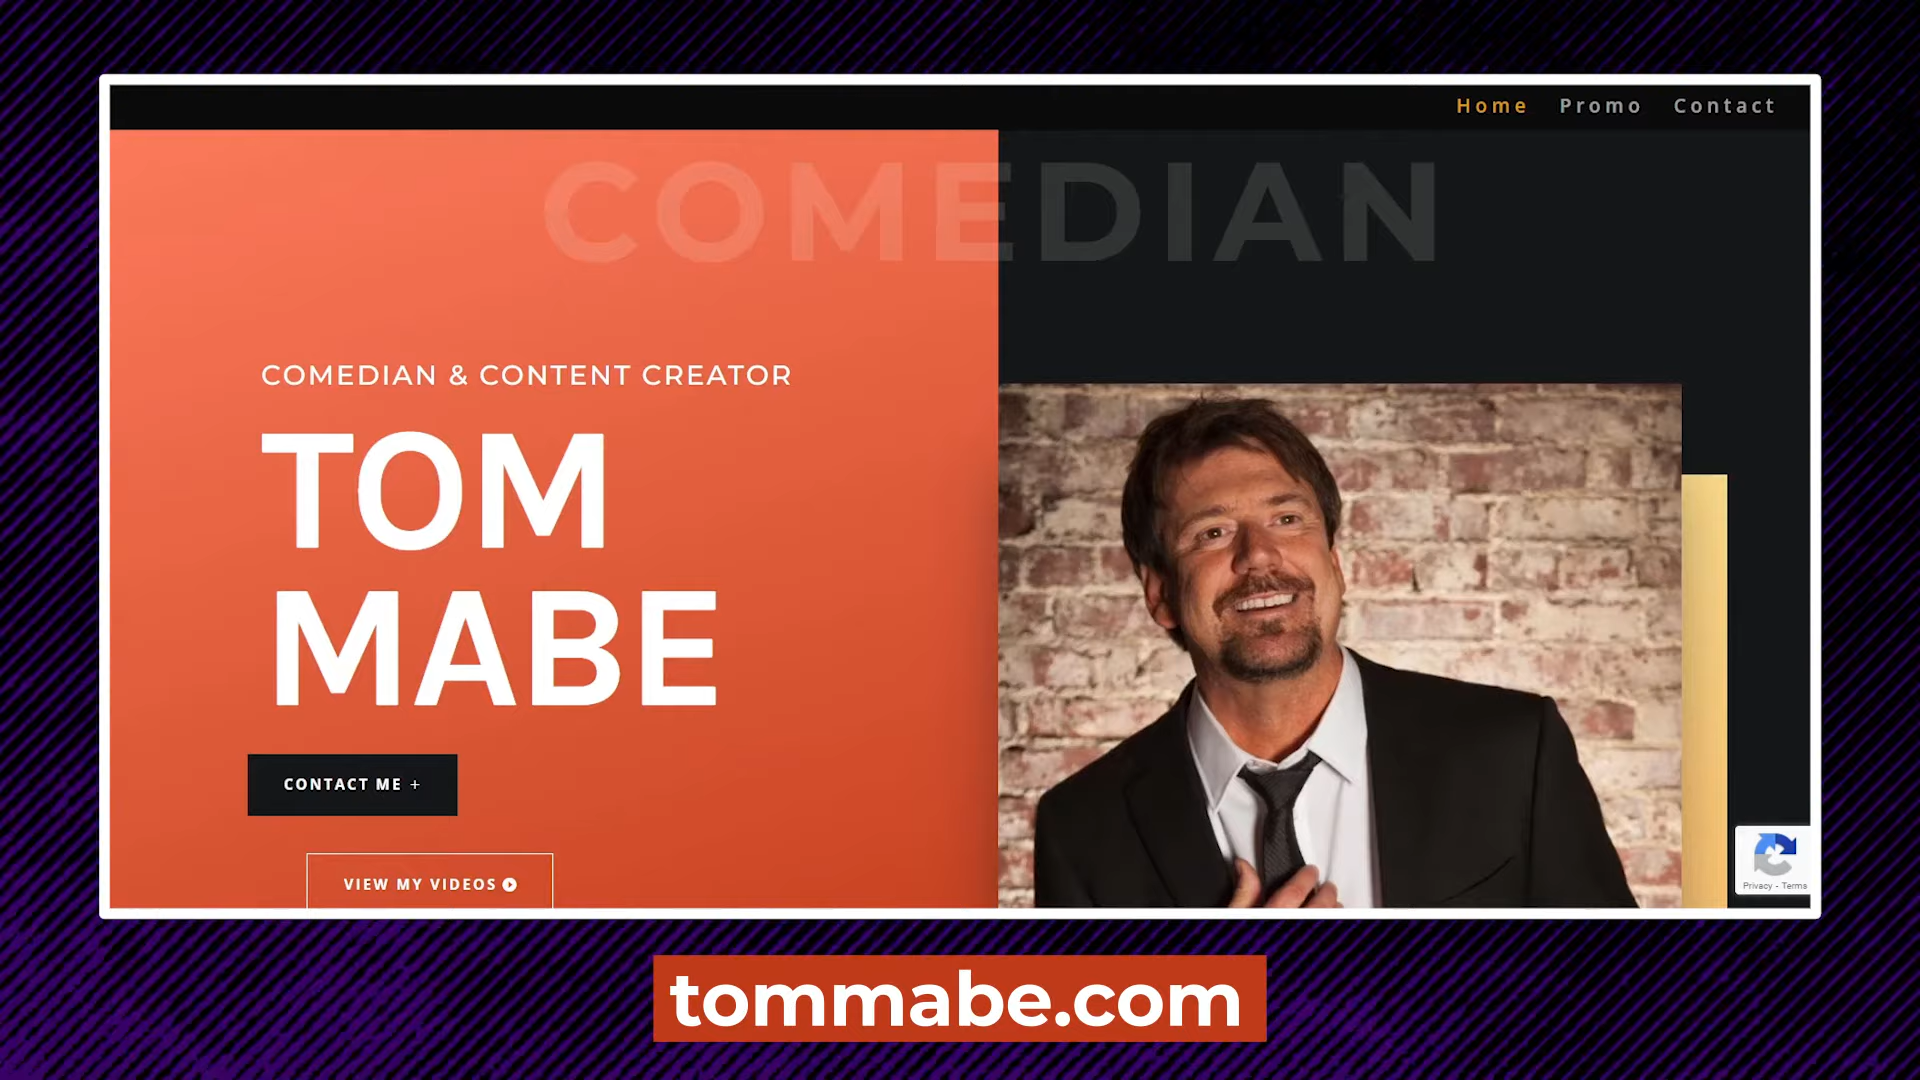 Home Promo Contact
COMEDIAN
COMEDIAN & CONTENT CREATOR
TOM
MABE
CONTACT ME +
VIEW MY VIDEOS
Privacy - Terms
tommabe.com